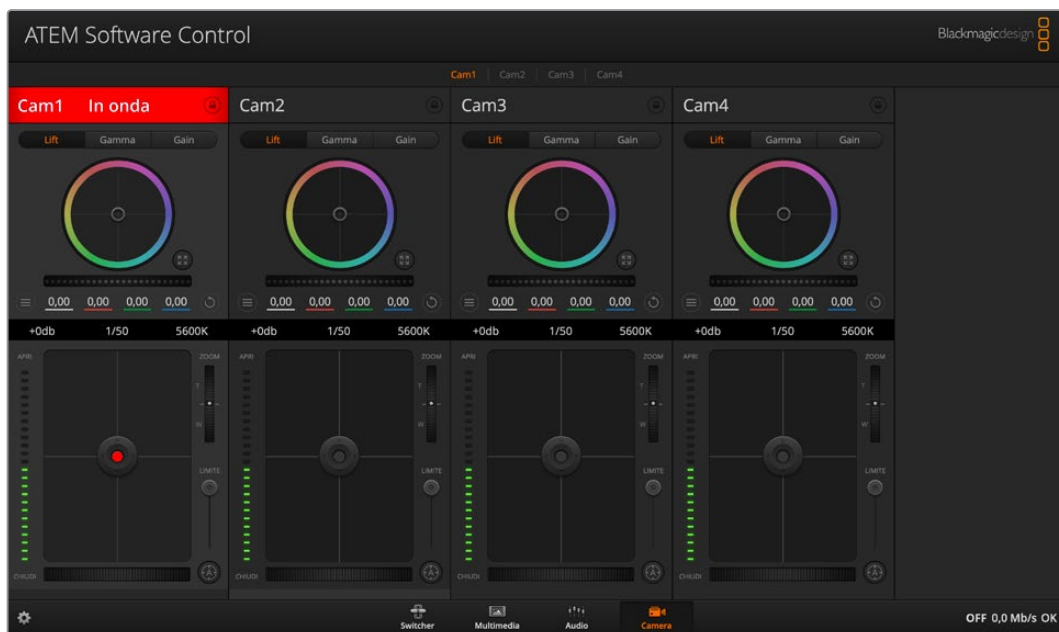 ATEM Software Control
Blackmagicdesign
Cam1 Cam2 Cam3 Cam4
Cam1 In onda Cam2 Cam3 Cam4
Lift Gamma Gain Lift Gamma Gain Lift Gamma Gain Lift Gamma Gain
0,00 0,00 0,00 0,00 0,00 0,00 0,00 0,00 0,00 0,00 0,00 0,00 0,00 0,00 0,00 0,00
+0db 1/50 5600K +0db 1/50 5600K +0db 1/50 5600K +0db 1/50 5600K
APRI ZOOM APRI ZOOM APRI ZOOM APRI ZOOM
T T T T
W W W W
LIMITE LIMITE LIMITE LIMITE
CHIUDI A CHIUDI A CHIUDI A CHIUDI A
Switcher Multimedia Audio Camera
OFF 0,0 Mb/s OK